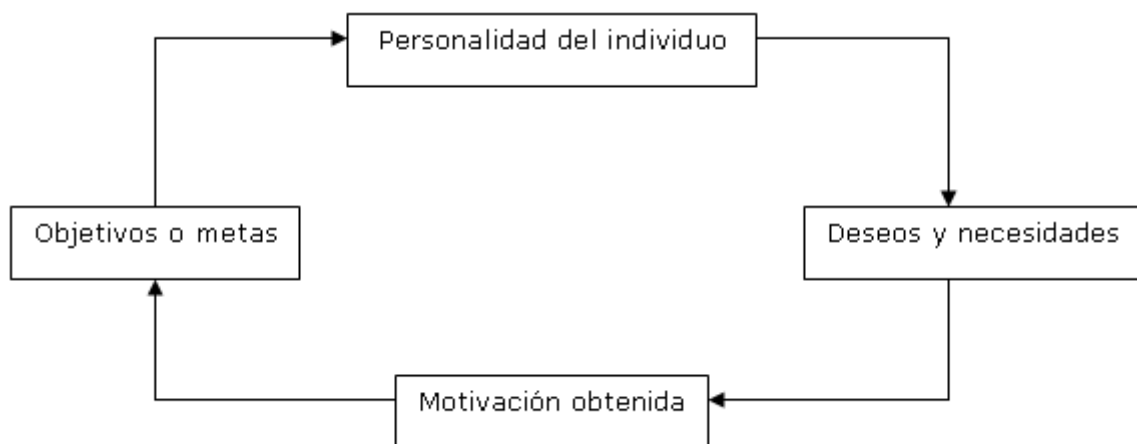 Personalidad del individuo
Objetivos o metas
Deseos y necesidades
Motivación obtenida